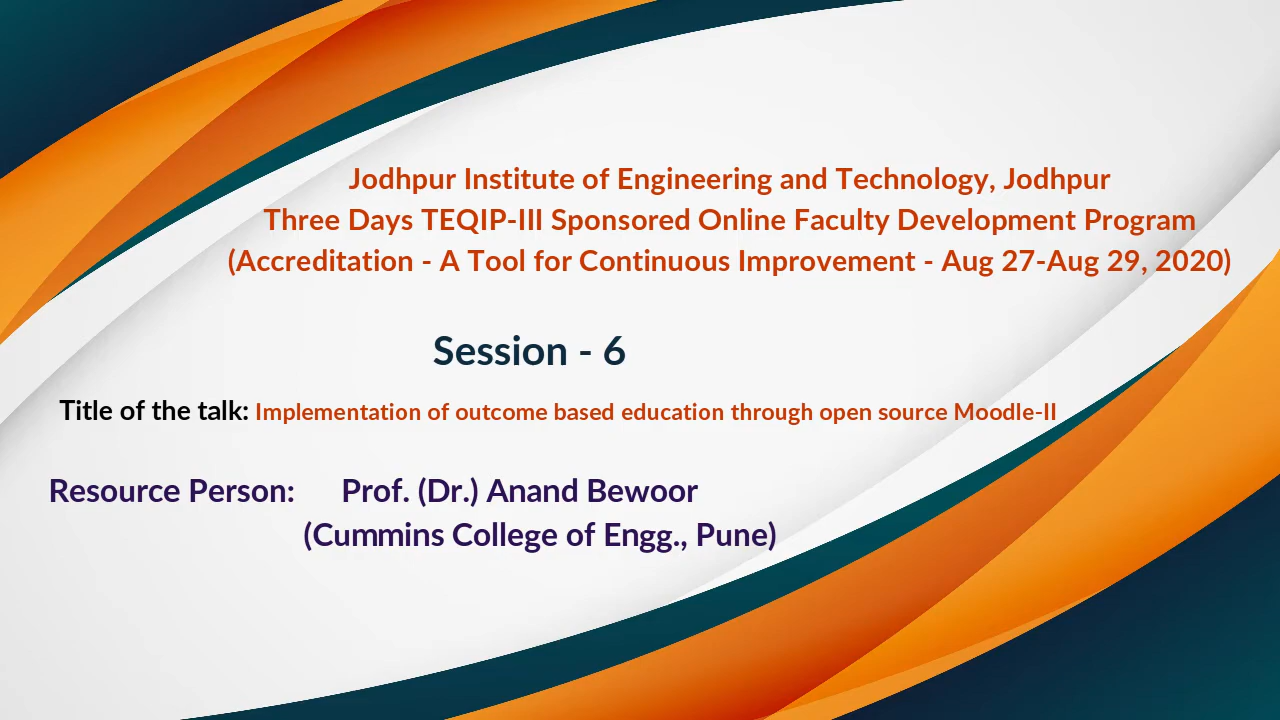 Jodhpur Institute of Engineering and Technology, Jodhpur
Three Days TEQIP-III Sponsored Online Faculty Development Program
(Accreditation - A Tool for Continuous Improvement - Aug 27-Aug 29, 2020)
Session - 6
Title of the talk: Implementation of outcome based education through open source Moodle-II
Resource Person: Prof. (Dr.) Anand Bewoor
(Cummins College of Engg., Pune)